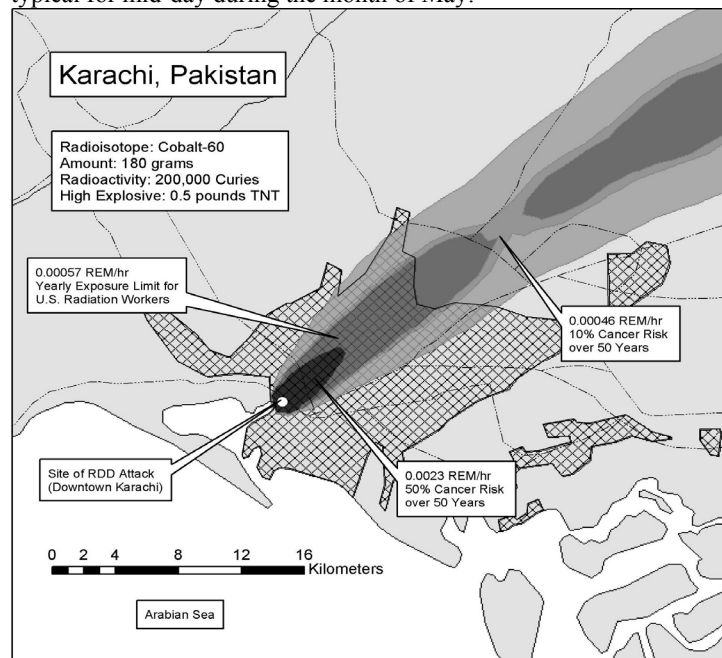 typical for mid-day during the month of May.
Karachi, Pakistan
Radioisotope: Cobalt-60
Amount: 180 grams
Radioactivity: 200,000 Curies
High Explosive: 0.5 pounds TNT
0.00057 REM/hr
Yearly Exposure Limit for
U.S. Radiation Workers
0.00046 REM/hr
10% Cancer Risk
over 50 Years
Site of RDD Attack
(Downtown Karachi)
0.0023 REM/hr
50% Cancer Risk
over 50 Years
0 2 4 8 12 16
Kilometers
Arabian Sea